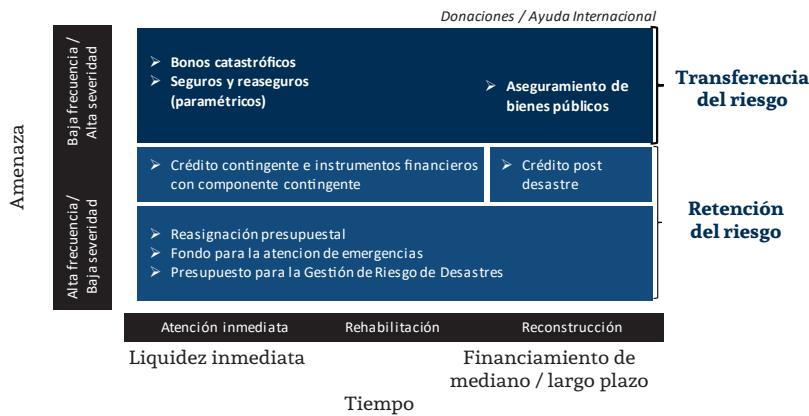 Donaciones / Ayuda Internacional
Amenaza
Baja frecuencia /
Alta severidad
➢ Bonos catastróficos
➢ Seguros y reaseguros
(paramétricos)
➢ Aseguramiento de
bienes públicos
Transferencia
del riesgo
➢ Crédito contingente e instrumentos financieros
con componente contingente
➢ Crédito post
desastre
Alta frecuencia/
Baja severidad
➢ Reasignación presupuestal
➢ Fondo para la atencion de emergencias
➢ Presupuesto para la Gestión de Riesgo de Desastres
Retención
del riesgo
Atención inmediata
Rehabilitación
Reconstrucción
Liquidez inmediata
Financiamiento de
mediano / largo plazo
Tiempo